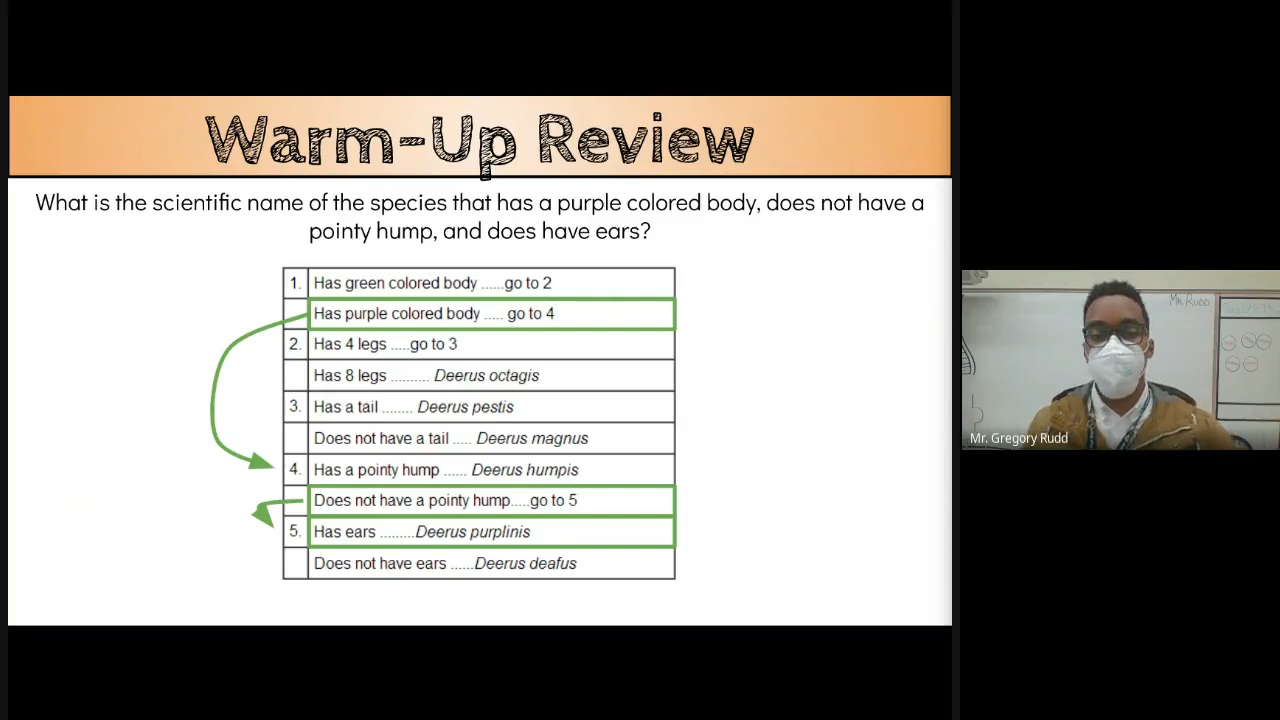 Warm-Up Review
What is the scientific name of the species that has a purple colored body, does not have a
pointy hump, and does have ears?
1. Has green colored body ......go to 2
Has purple colored body ..... go to 4
2. Has 4 legs .....go to 3
Has 8 legs .......... Deerus octagis
3. Has a tail ........ Deerus pestis
Does not have a tail ..... Deerus magnus
4. Has a pointy hump ...... Deerus humpis
Does not have a pointy hump.....go to 5
5. Has ears .........Deerus purplinis
Does not have ears ......Deerus deafus
Mr. Rudd
Mr. Gregory Rudd